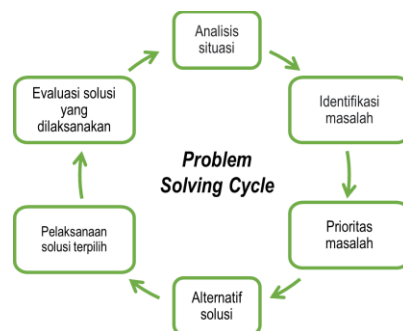 Analisis
situasi
Identifikasi
masalah
Prioritas
masalah
Alternatif
solusi
Pelaksanaan
solusi terpilih
Evaluasi solusi
yang
dilaksanakan
Problem
Solving Cycle